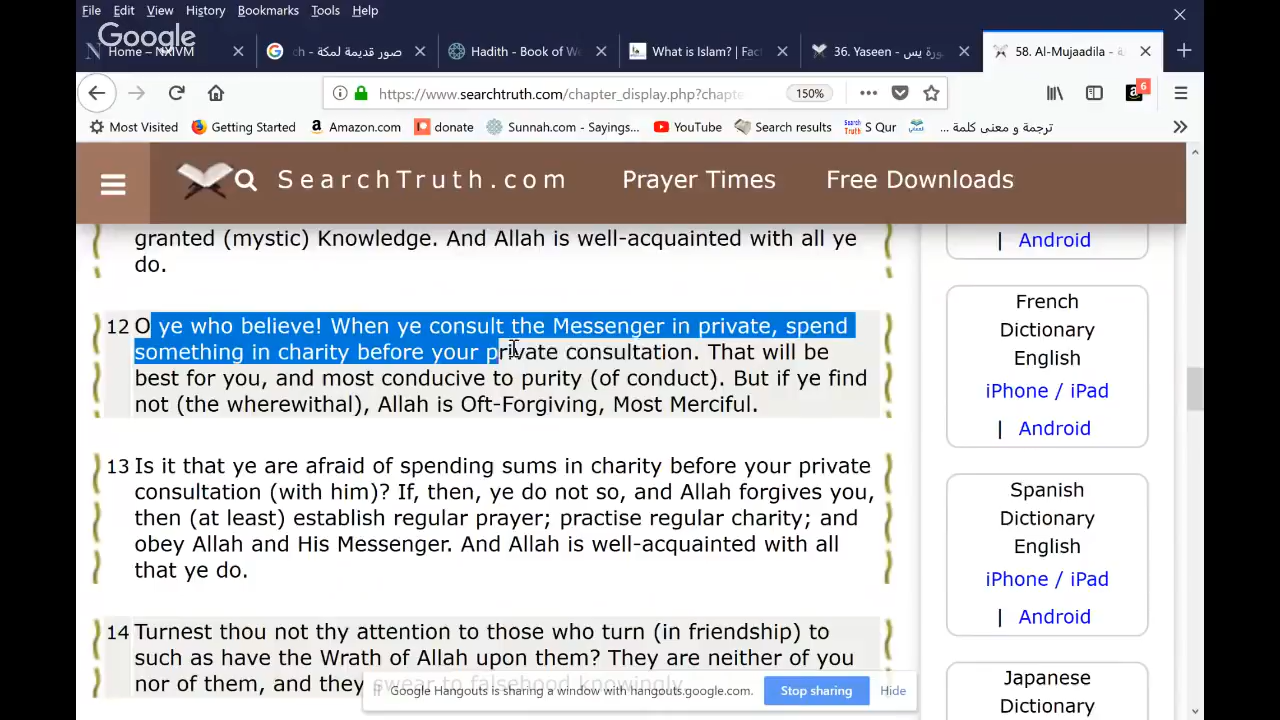 File Edit View History Bookmarks Tools Help
Google
Home – NXIVM
صور قديمة لمكة - ch
Hadith - Book of We
What is Islam? | Fact
36. Yaseen - سورة يس
58. Al-Mujaadila - ة
https://www.searchtruth.com/chapter_display.php?chapte
150%
6
Most Visited Getting Started Amazon.com donate Sunnah.com - Sayings... YouTube Search results S Qur ترجمة و معنى كلمة ...
SearchTruth.com Prayer Times Free Downloads
granted (mystic) Knowledge. And Allah is well-acquainted with all ye
do.
12 O ye who believe! When ye consult the Messenger in private, spend
something in charity before your private consultation. That will be
best for you, and most conducive to purity (of conduct). But if ye find
not (the wherewithal), Allah is Oft-Forgiving, Most Merciful.
13 Is it that ye are afraid of spending sums in charity before your private
consultation (with him)? If, then, ye do not so, and Allah forgives you,
then (at least) establish regular prayer; practise regular charity; and
obey Allah and His Messenger. And Allah is well-acquainted with all
that ye do.
14 Turnest thou not thy attention to those who turn (in friendship) to
such as have the Wrath of Allah upon them? They are neither of you
nor of them, and they swear to falsehood knowingly.
| Android
French
Dictionary
English
iPhone / iPad
| Android
Spanish
Dictionary
English
iPhone / iPad
| Android
Japanese
Dictionary
Google Hangouts is sharing a window with hangouts.google.com. Stop sharing Hide